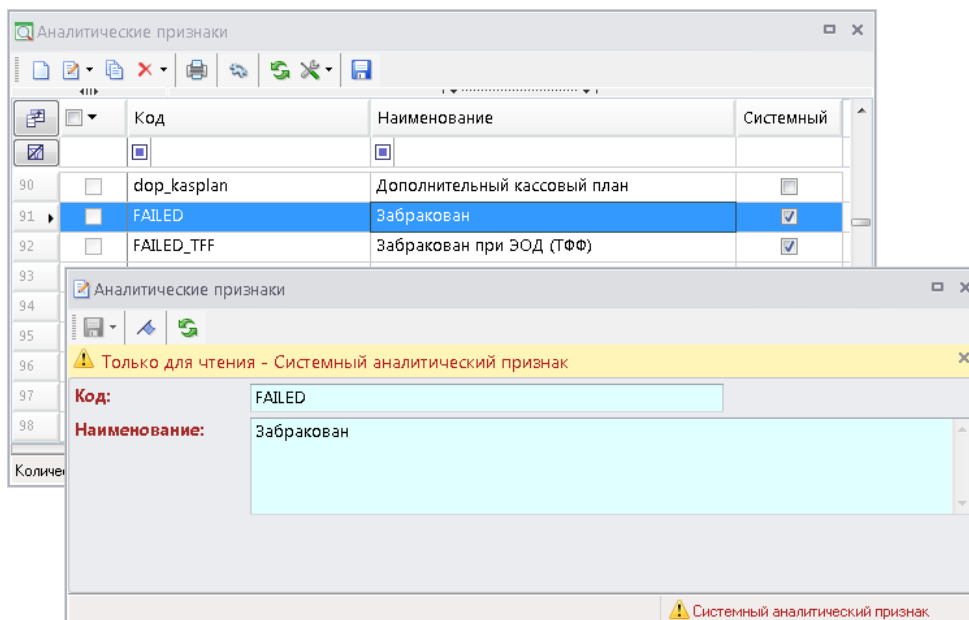 Аналитические признаки
Код Наименование Системный
90 dop_kasplan Дополнительный кассовый план
91 FAILED Забракован
92 FAILED_TFF Забракован при ЭОД (ТФФ)
93
94
95
96
97
98
Аналитические признаки
Только для чтения - Системный аналитический признак
Код: FAILED
Наименование: Забракован
Системный аналитический признак